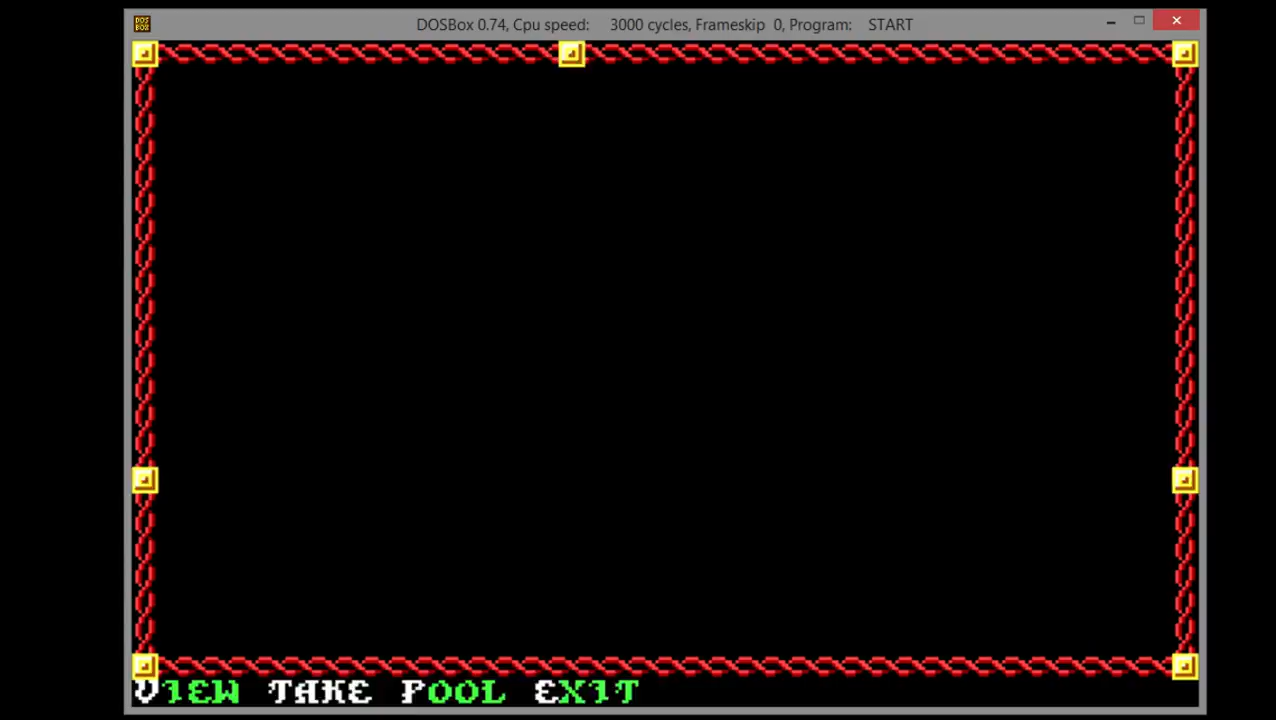 DOSBox 0.74, Cpu speed: 3000 cycles, Frameskip 0, Program: START
VIEW TAKE POOL EXIT